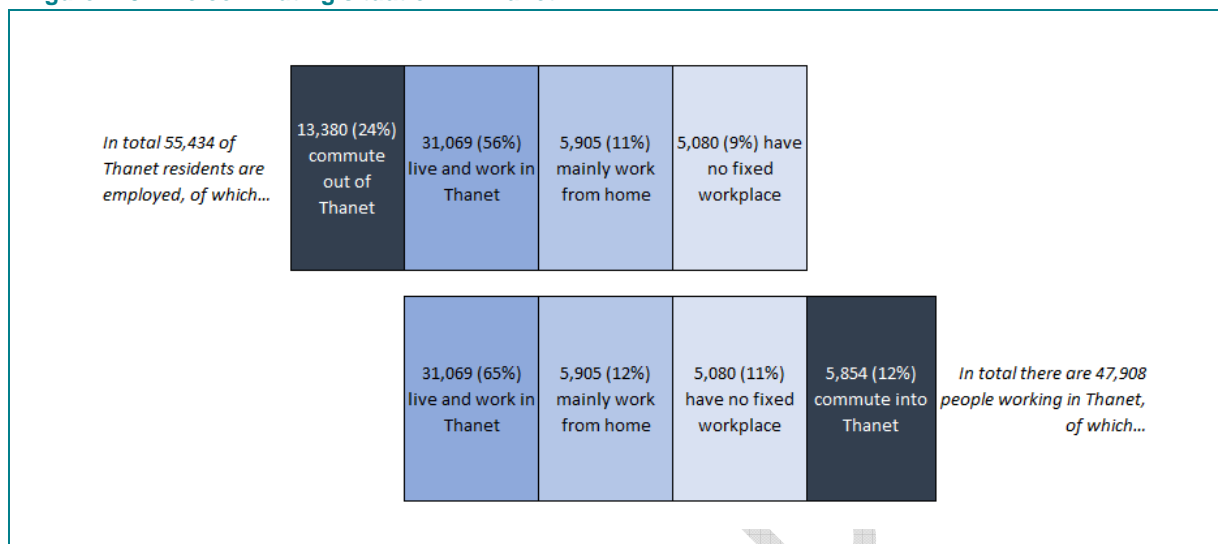 In total 55,434 of
Thanet residents are
employed, of which...
13,380 (24%)
commute
out of
Thanet
31,069 (56%)
live and work in
Thanet
5,905 (11%)
mainly work
from home
5,080 (9%) have
no fixed
workplace
31,069 (65%)
live and work in
Thanet
5,905 (12%)
mainly work
from home
5,080 (11%)
have no fixed
workplace
5,854 (12%)
commute into
Thanet
In total there are 47,908
people working in Thanet,
of which...